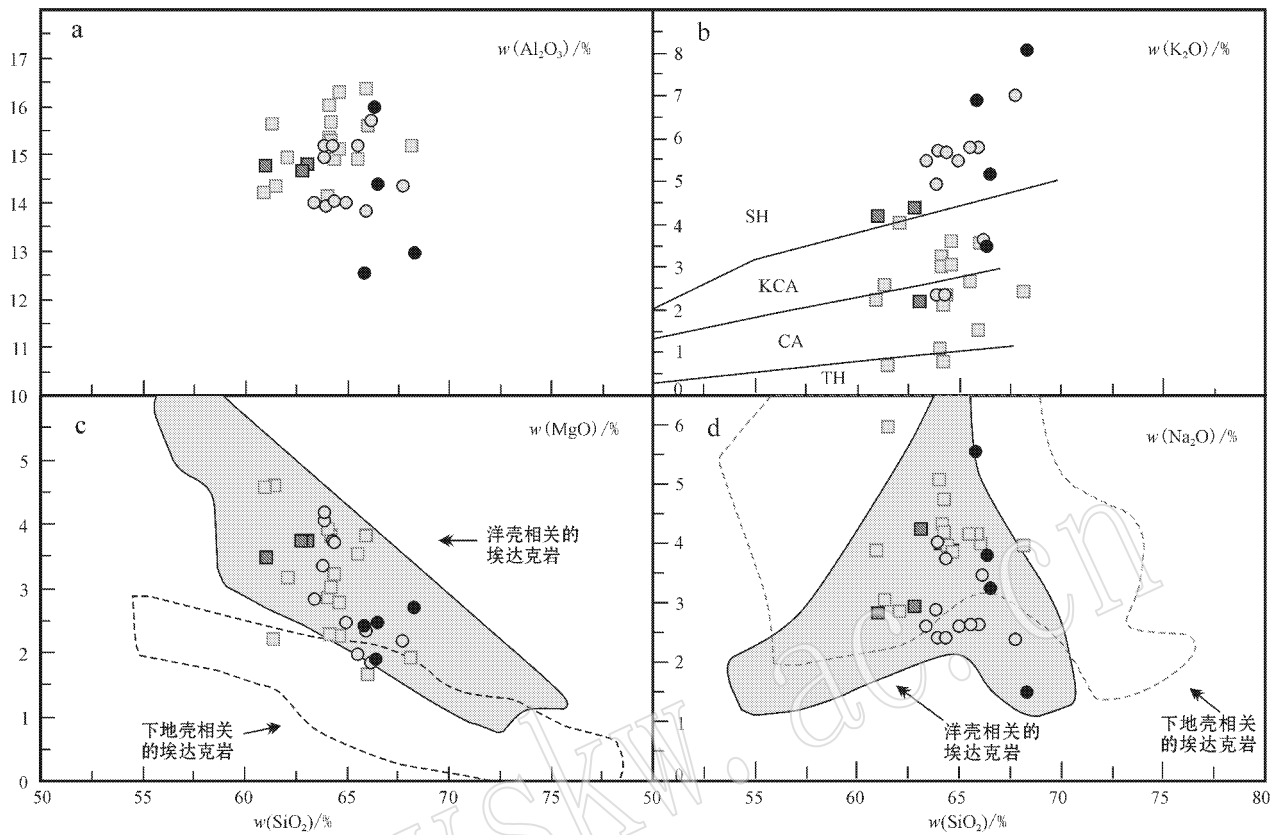 a
w(Al₂O₃)/%
17
16
15
14
13
12
11
10
b
w(K₂O)/%
8
7
6
5
4
3
2
1
0
SH
KCA
CA
TH
c
w(MgO)/%
10
5
4
3
2
1
0
洋壳相关的
埃达克岩
下地壳相关
的埃达克岩
50
55
60
65
70
75
w(SiO₂)/%
d
w(Na₂O)/%
6
5
4
3
2
1
0
洋壳相关的
埃达克岩
下地壳相关的
埃达克岩
50
55
60
65
70
75
80
w(SiO₂)/%
yskw.ac.cn